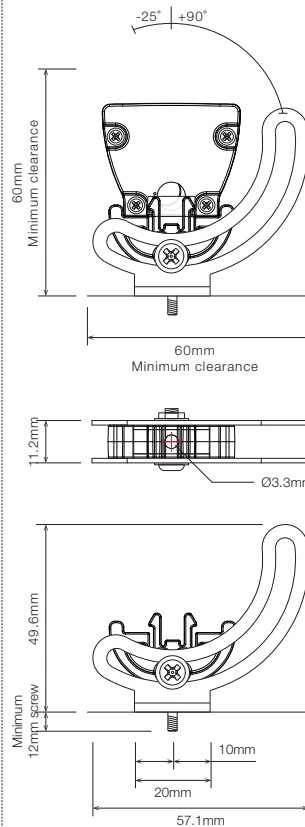 -25° +90°
60mm
Minimum clearance
60mm
Minimum clearance
11.2mm
Ø3.3mm
49.6mm
Minimum
12mm screw
10mm
20mm
57.1mm